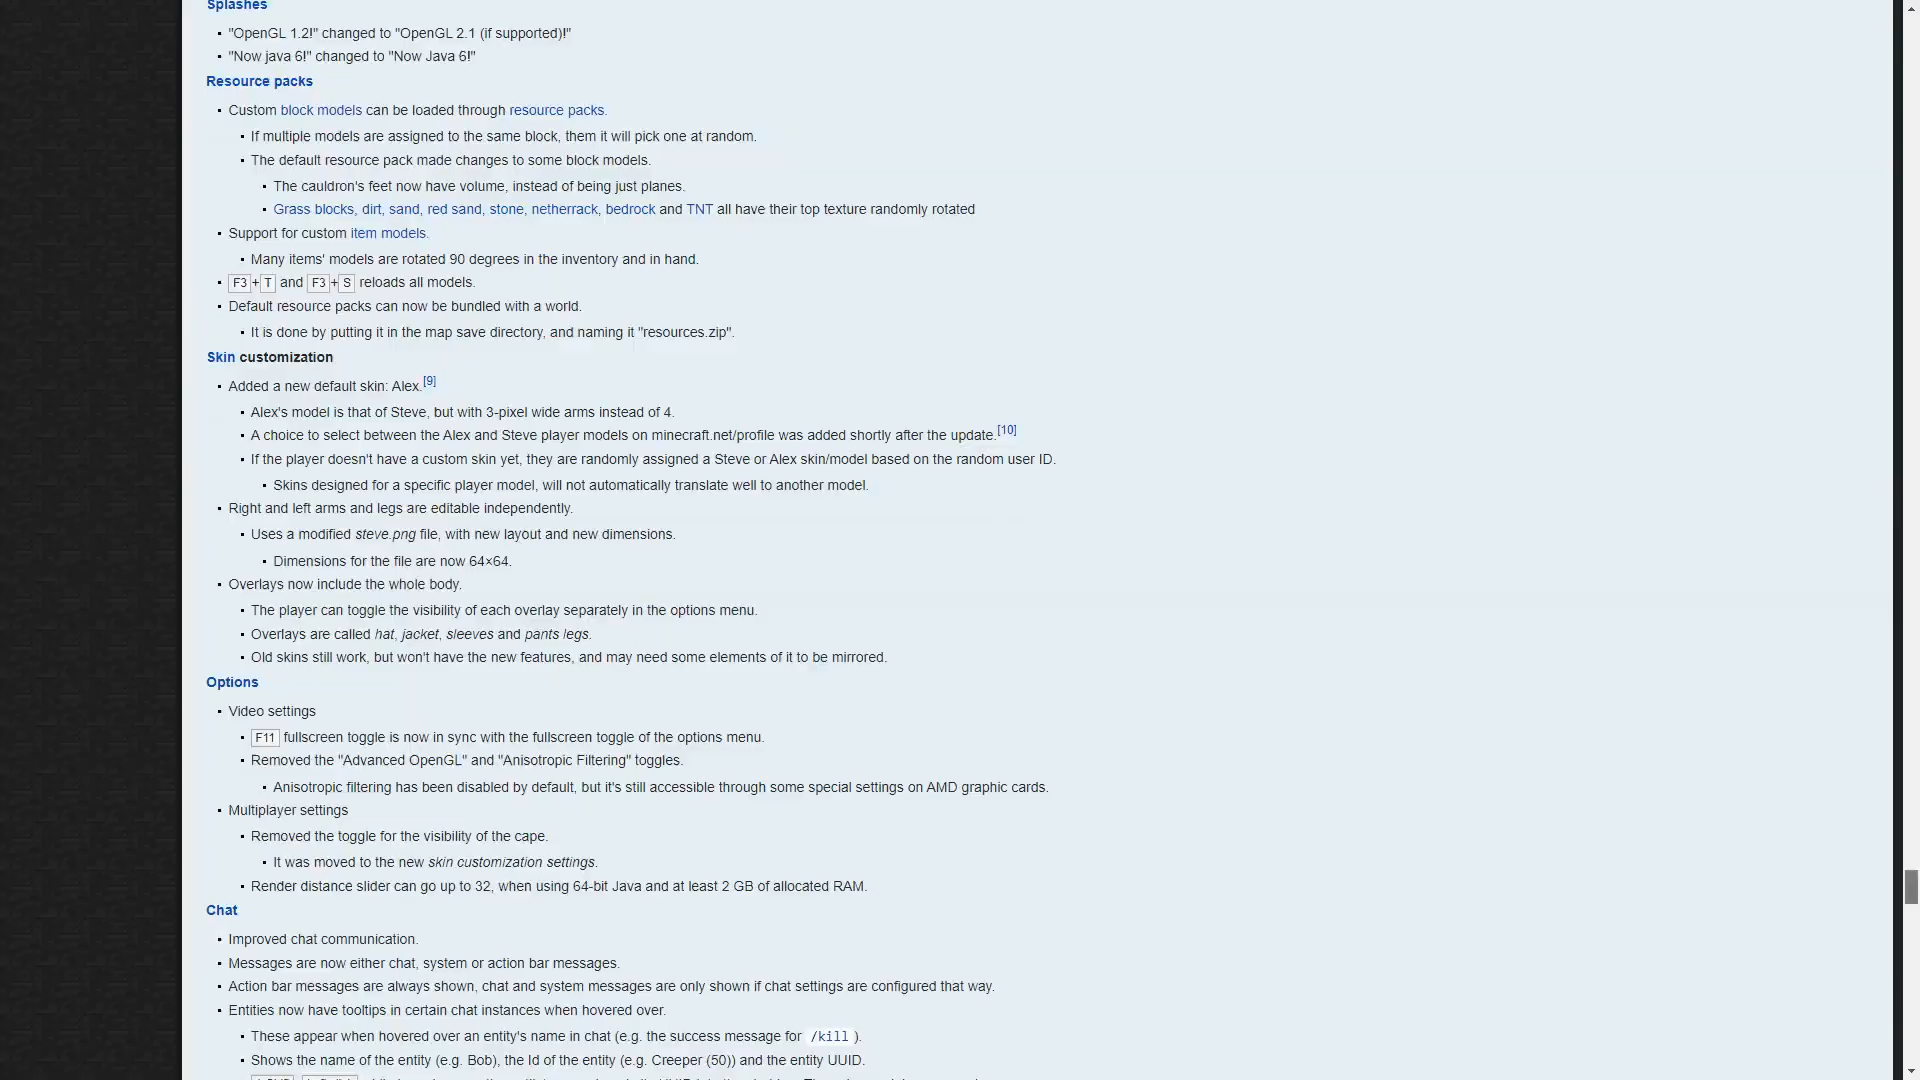 Splashes
"OpenGL 1.2!" changed to "OpenGL 2.1 (if supported)!"
"Now java 6!" changed to "Now Java 6!"
Resource packs
Custom block models can be loaded through resource packs.
If multiple models are assigned to the same block, them it will pick one at random.
The default resource pack made changes to some block models.
The cauldron's feet now have volume, instead of being just planes.
Grass blocks, dirt, sand, red sand, stone, netherrack, bedrock and TNT all have their top texture randomly rotated
Support for custom item models.
Many items' models are rotated 90 degrees in the inventory and in hand.
F3+T and F3+S reloads all models.
Default resource packs can now be bundled with a world.
It is done by putting it in the map save directory, and naming it "resources.zip".
Skin customization
Added a new default skin: Alex.[9]
Alex's model is that of Steve, but with 3-pixel wide arms instead of 4.
A choice to select between the Alex and Steve player models on minecraft.net/profile was added shortly after the update.[10]
If the player doesn't have a custom skin yet, they are randomly assigned a Steve or Alex skin/model based on the random user ID.
Skins designed for a specific player model, will not automatically translate well to another model.
Right and left arms and legs are editable independently.
Uses a modified steve.png file, with new layout and new dimensions.
Dimensions for the file are now 64×64.
Overlays now include the whole body.
The player can toggle the visibility of each overlay separately in the options menu.
Overlays are called hat, jacket, sleeves and pants legs.
Old skins still work, but won't have the new features, and may need some elements of it to be mirrored.
Options
Video settings
F11 fullscreen toggle is now in sync with the fullscreen toggle of the options menu.
Removed the "Advanced OpenGL" and "Anisotropic Filtering" toggles.
Anisotropic filtering has been disabled by default, but it's still accessible through some special settings on AMD graphic cards.
Multiplayer settings
Removed the toggle for the visibility of the cape.
It was moved to the new skin customization settings.
Render distance slider can go up to 32, when using 64-bit Java and at least 2 GB of allocated RAM.
Chat
Improved chat communication.
Messages are now either chat, system or action bar messages.
Action bar messages are always shown, chat and system messages are only shown if chat settings are configured that way.
Entities now have tooltips in certain chat instances when hovered over.
These appear when hovered over an entity's name in chat (e.g. the success message for /kill ).
Shows the name of the entity (e.g. Bob), the Id of the entity (e.g. Creeper (50)) and the entity UUID.